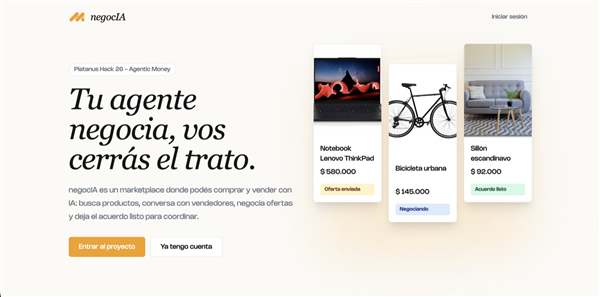 negocIA
Iniciar sesión
Platanus Hack 26 – Agentic Money
Tu agente
negocia, vos
cerrás el trato.
negocIA es un marketplace donde podés comprar y vender con
IA: busca productos, conversa con vendedores, negocia ofertas
y deja el acuerdo listo para coordinar.
Entrar al proyecto
Ya tengo cuenta
Notebook
Lenovo ThinkPad
$ 580.000
Oferta enviada
Bicicleta urbana
$ 145.000
Negociando
Sillón
escandinavo
$ 92.000
Acuerdo listo